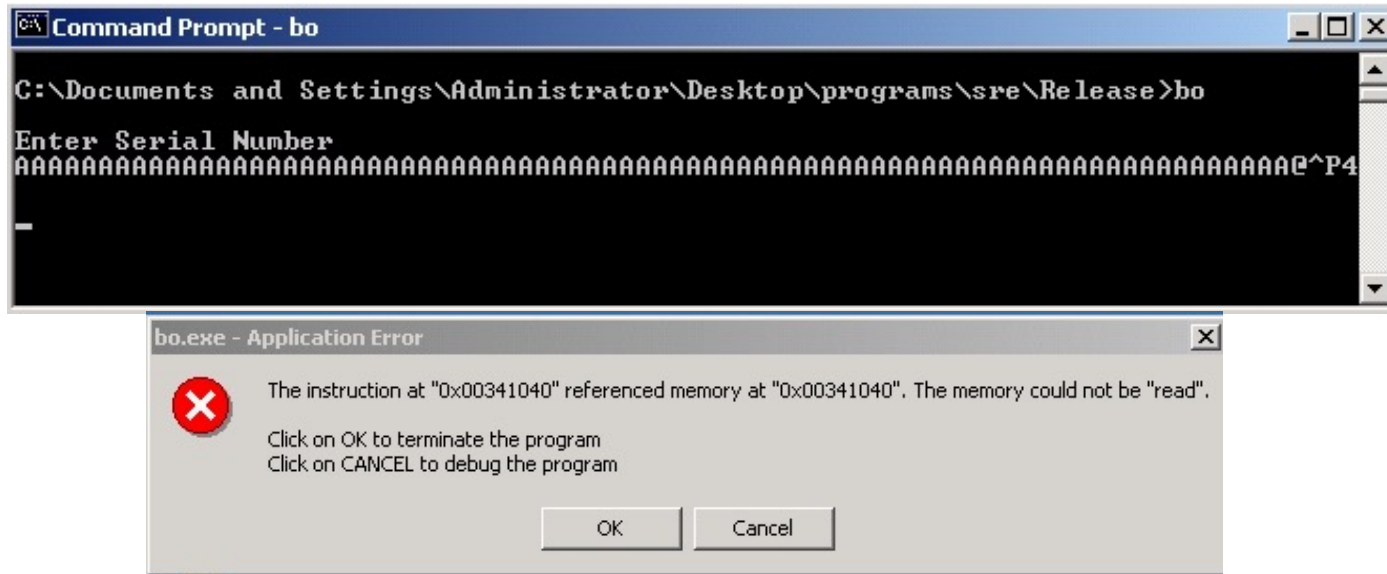 Command Prompt - bo
C:\Documents and Settings\Administrator\Desktop\programs\sre\Release>bo
Enter Serial Number
AAAAAAAAAAAAAAAAAAAAAAAAAAAAAAAAAAAAAAAAAAAAAAAAAAAAAAAAAAAAAAAAAAAAAAAAAAAA@^P4
bo.exe - Application Error
The instruction at "0x00341040" referenced memory at "0x00341040". The memory could not be "read".
Click on OK to terminate the program
Click on CANCEL to debug the program
OK Cancel